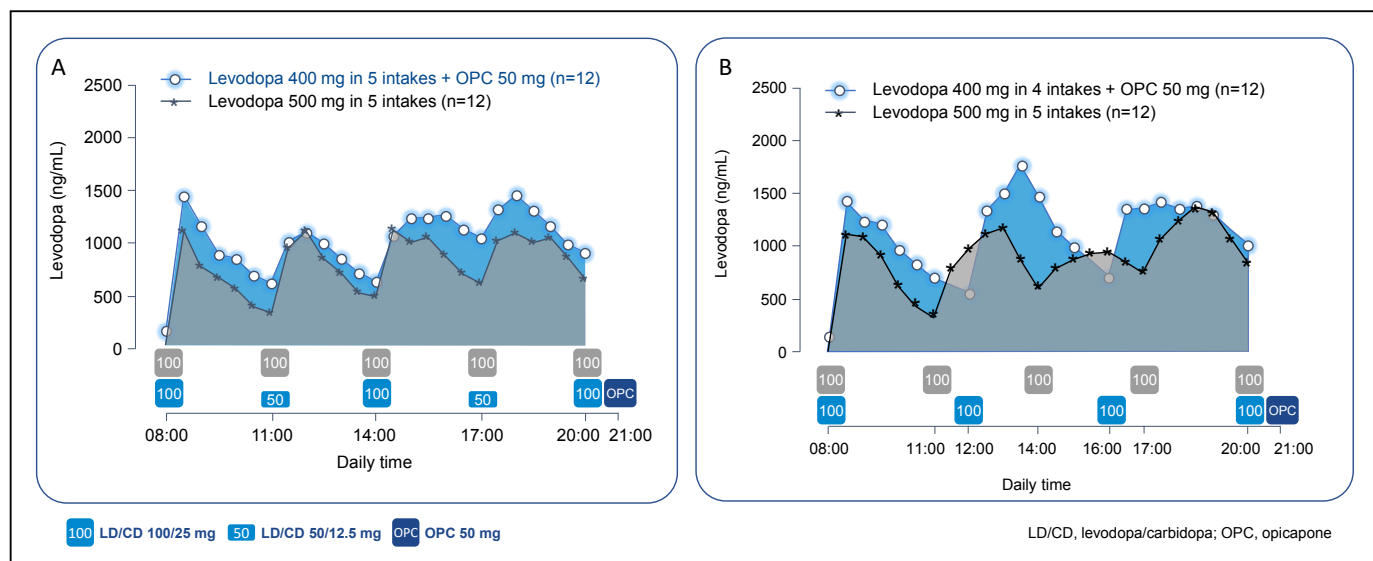 A
Levodopa 400 mg in 5 intakes + OPC 50 mg (n=12)
Levodopa 500 mg in 5 intakes (n=12)
2500
2000
1500
1000
500
0
Levodopa (ng/mL)
100 100 100 100 100
100 50 100 50 100 OPC
08:00 11:00 14:00 17:00 20:00 21:00
Daily time
B
Levodopa 400 mg in 4 intakes + OPC 50 mg (n=12)
Levodopa 500 mg in 5 intakes (n=12)
2500
2000
1500
1000
500
0
Levodopa (ng/mL)
100 100 100 100 100
100 100 100 100 OPC
08:00 11:00 12:00 14:00 16:00 17:00 20:00 21:00
Daily time
100 LD/CD 100/25 mg 50 LD/CD 50/12.5 mg OPC OPC 50 mg
LD/CD, levodopa/carbidopa; OPC, opicapone